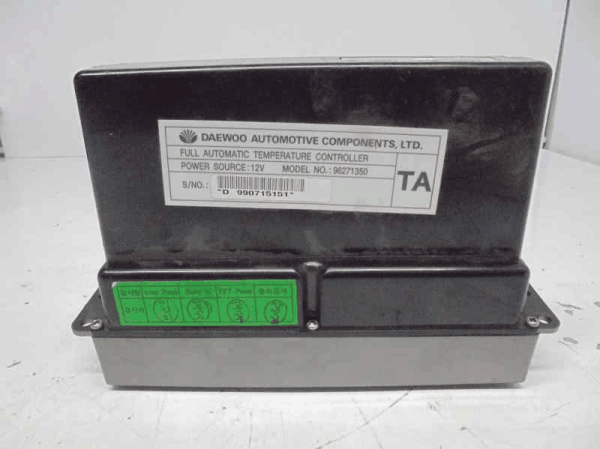 DAEWOO AUTOMOTIVE COMPONENTS, LTD.
FULL AUTOMATIC TEMPERATURE CONTROLLER
POWER SOURCE:12V MODEL NO.:96271350
S/NO.:
"D 990715151"
TA